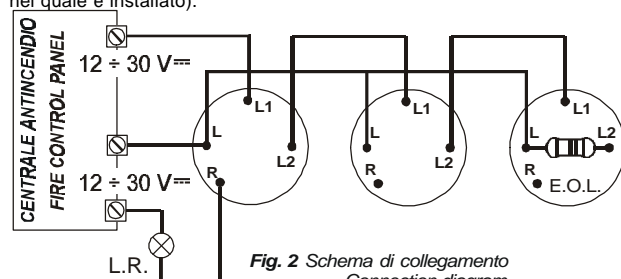 nel quale è installato).
CENTRALE ANTINCENDIO
FIRE CONTROL PANEL
12 ÷ 30 V
12 ÷ 30 V
L.R.
L1
L
L2
R
L1
L
L2
R
L1
L
L2
R
E.O.L.
Fig. 2 Schema di collegamento
Connection diagram